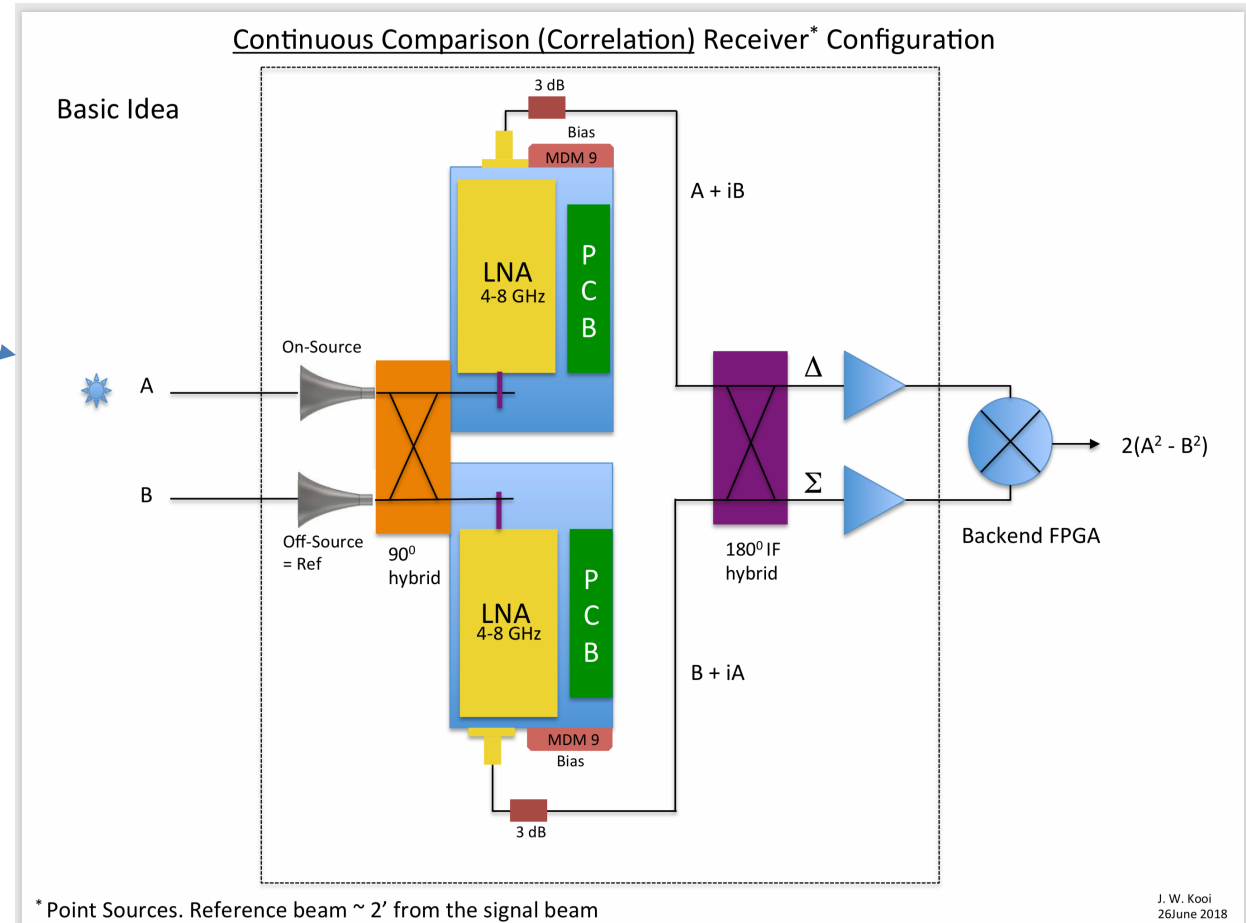 Continuous Comparison (Correlation) Receiver* Configuration
Basic Idea
3 dB
Bias
MDM 9
A + iB
LNA
4-8 GHz
P
C
B
On-Source
A
Δ
2(A² - B²)
B
Σ
Off-Source
= Ref
90⁰
hybrid
180⁰ IF
hybrid
Backend FPGA
LNA
4-8 GHz
P
C
B
B + iA
MDM 9
Bias
3 dB
* Point Sources. Reference beam ~ 2’ from the signal beam
J. W. Kooi
26June 2018